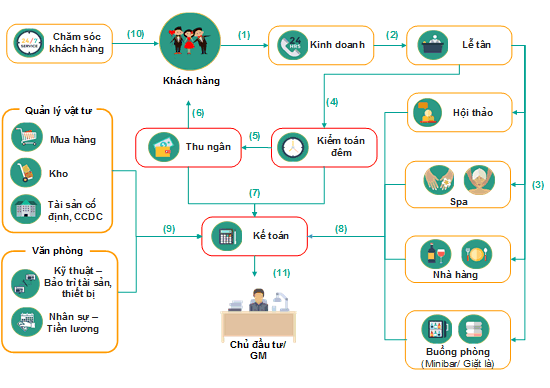 24/7
SERVICE
Chăm sóc
khách hàng
(10)
Khách hàng
(1)
24
HRS
Kinh doanh
(2)
Lễ tân
Quản lý vật tư
Mua hàng
Kho
Tài sản cố
định, CCDC
(6)
(4)
Thu ngân
(5)
Kiểm toán
đêm
Hội thảo
(3)
Spa
(7)
(9)
Kế toán
(8)
Văn phòng
Kỹ thuật –
Bảo trì tài sản,
thiết bị
Nhân sự –
Tiền lương
(11)
Nhà hàng
Chủ đầu tư/
GM
Buồng phòng
(Minibar/ Giặt là)